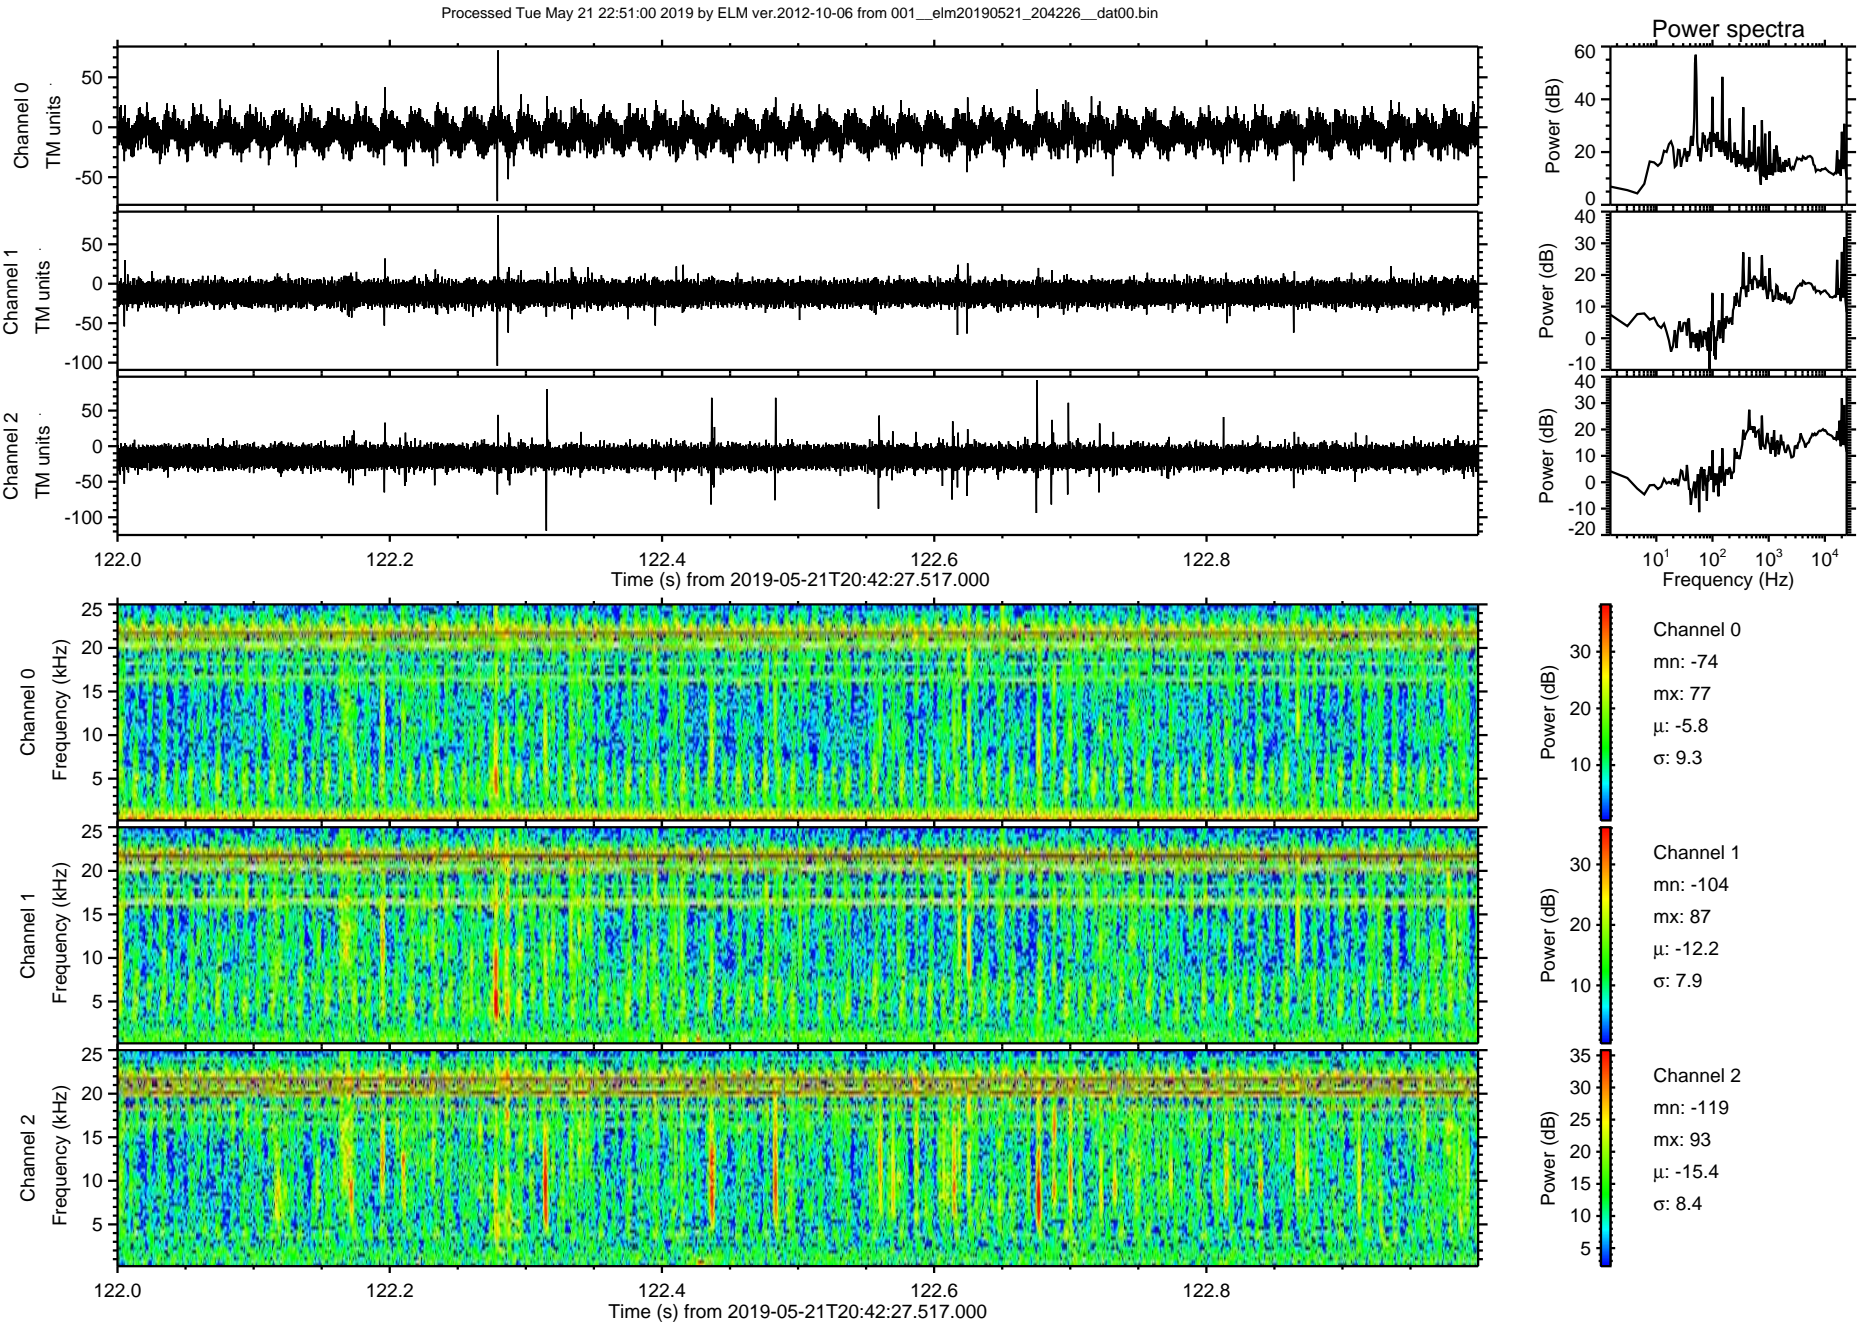 Processed Tue May 21 22:51:00 2019 by ELM ver.2012-10-06 from 001__elm20190521_204226__dat00.bin
Power spectra
Channel 0
TM units
50
0
-50
Power (dB)
60
40
20
0
Channel 1
TM units
50
0
-50
-100
Power (dB)
40
30
20
10
0
-10
Channel 2
TM units
50
0
-50
-100
Power (dB)
40
30
20
10
0
-10
-20
122.0 122.2 122.4 122.6 122.8
Time (s) from 2019-05-21T20:42:27.517.000
10^1 10^2 10^3 10^4
Frequency (Hz)
Channel 0
Frequency (kHz)
25
20
15
10
5
Power (dB)
30
20
10
Channel 0
mn: -74
mx: 77
μ: -5.8
σ: 9.3
Channel 1
Frequency (kHz)
25
20
15
10
5
Power (dB)
30
20
10
Channel 1
mn: -104
mx: 87
μ: -12.2
σ: 7.9
Channel 2
Frequency (kHz)
25
20
15
10
5
Power (dB)
35
30
25
20
15
10
5
Channel 2
mn: -119
mx: 93
μ: -15.4
σ: 8.4
122.0 122.2 122.4 122.6 122.8
Time (s) from 2019-05-21T20:42:27.517.000